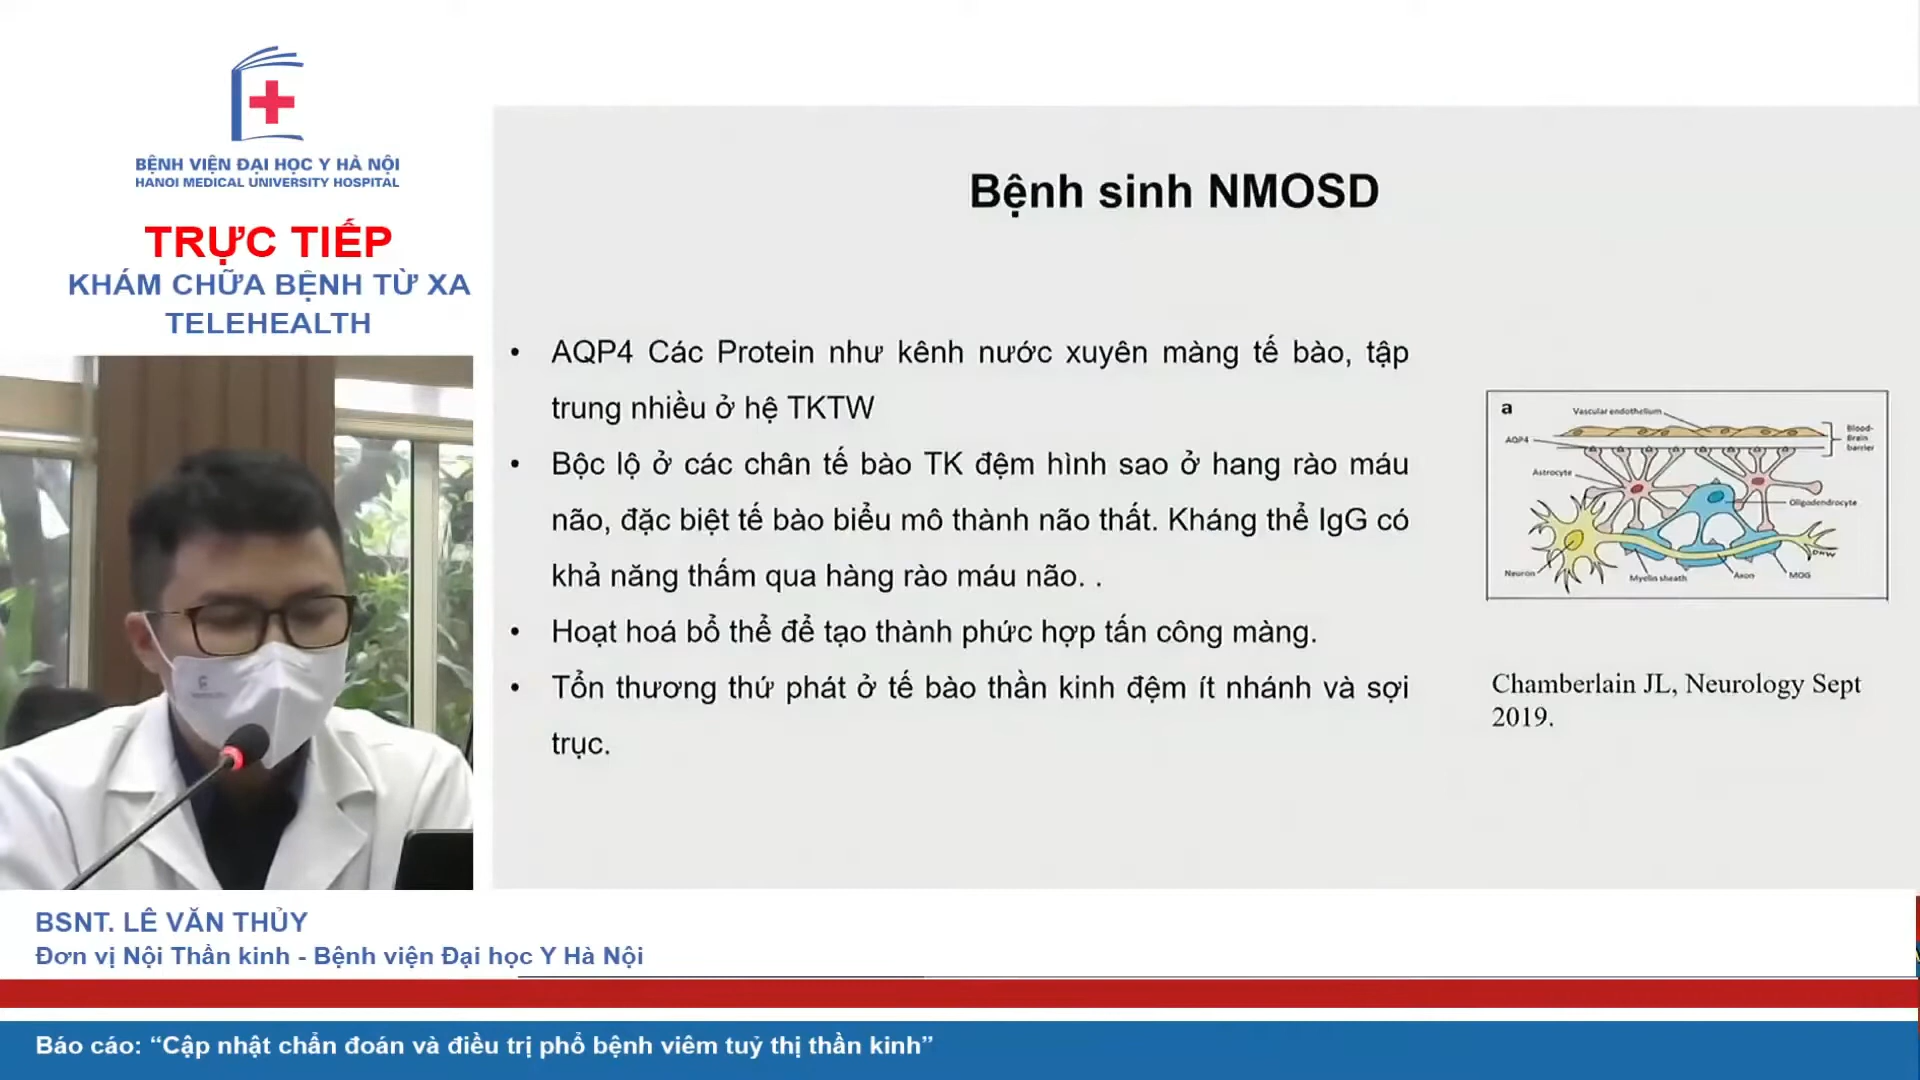 BỆNH VIỆN ĐẠI HỌC Y HÀ NỘI
HANOI MEDICAL UNIVERSITY HOSPITAL
TRỰC TIẾP
KHÁM CHỮA BỆNH TỪ XA
TELEHEALTH
Bệnh sinh NMOSD
• AQP4 Các Protein như kênh nước xuyên màng tế bào, tập
trung nhiều ở hệ TKTW
• Bộc lộ ở các chân tế bào TK đệm hình sao ở hang rào máu
não, đặc biệt tế bào biểu mô thành não thất. Kháng thể IgG có
khả năng thấm qua hàng rào máu não. .
• Hoạt hoá bổ thể để tạo thành phức hợp tấn công màng.
• Tổn thương thứ phát ở tế bào thần kinh đệm ít nhánh và sợi
trục.
a
Vascular endothelium
AQP4
Blood-
Brain
barrier
Astrocyte
Oligodendrocyte
Neuron
Myelin sheath
Axon
MOG
Chamberlain JL, Neurology Sept
2019.
BSNT. LÊ VĂN THỦY
Đơn vị Nội Thần kinh - Bệnh viện Đại học Y Hà Nội
Báo cáo: “Cập nhật chẩn đoán và điều trị phổ bệnh viêm tuỷ thị thần kinh”